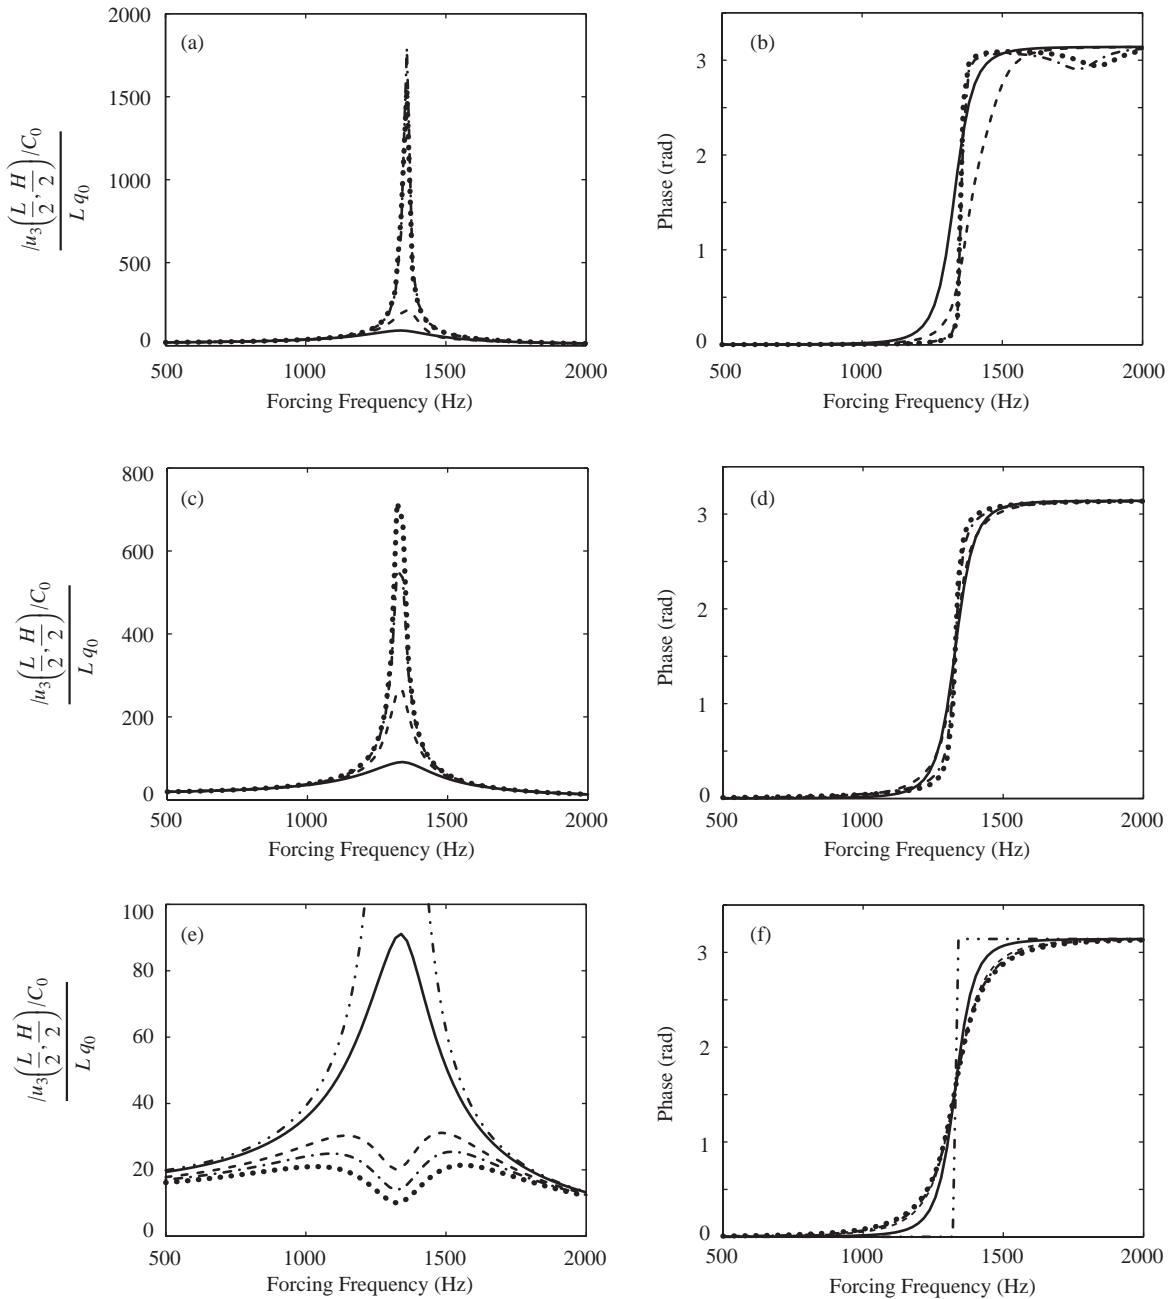 2000
1500
1000
500
0
(a)
/u3(L/2, H/2)/C0
L q0
500 1000 1500 2000
Forcing Frequency (Hz)
3
2
1
0
(b)
Phase (rad)
500 1000 1500 2000
Forcing Frequency (Hz)
800
600
400
200
0
(c)
/u3(L/2, H/2)/C0
L q0
500 1000 1500 2000
Forcing Frequency (Hz)
3
2
1
0
(d)
Phase (rad)
500 1000 1500 2000
Forcing Frequency (Hz)
100
80
60
40
20
0
(e)
/u3(L/2, H/2)/C0
L q0
500 1000 1500 2000
Forcing Frequency (Hz)
3
2
1
0
(f)
Phase (rad)
500 1000 1500 2000
Forcing Frequency (Hz)